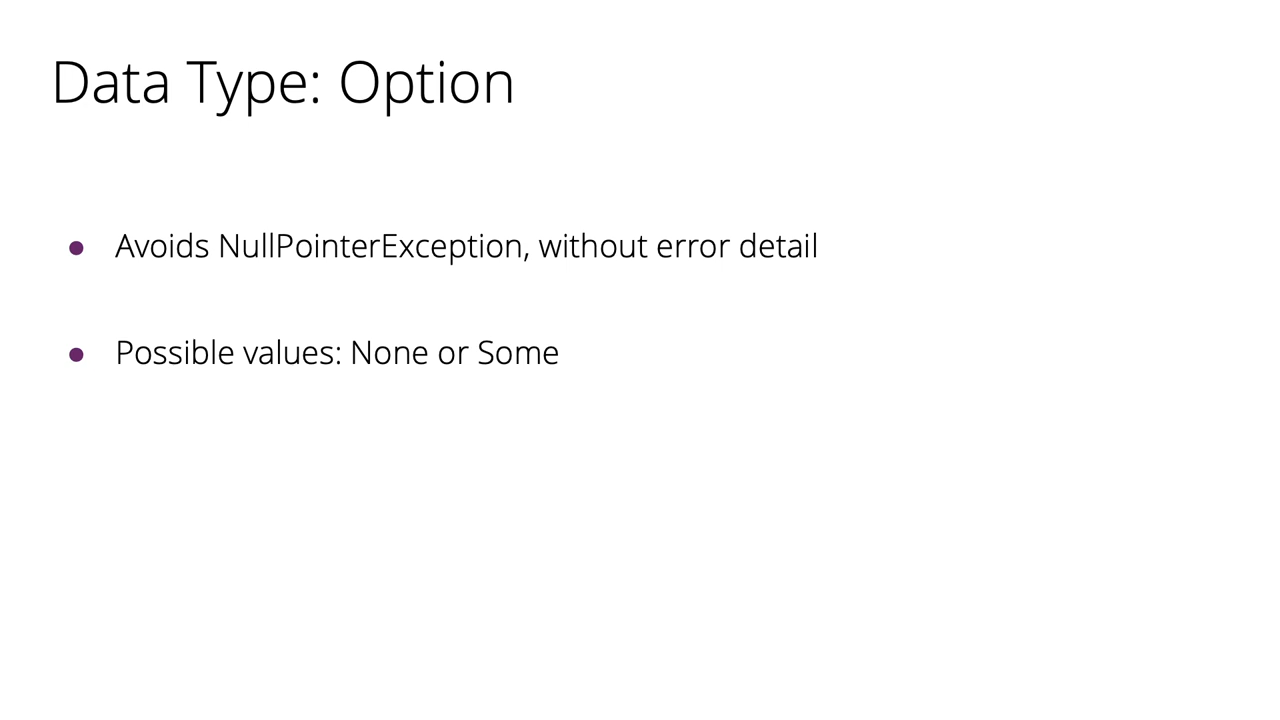 Data Type: Option
● Avoids NullPointerException, without error detail
● Possible values: None or Some